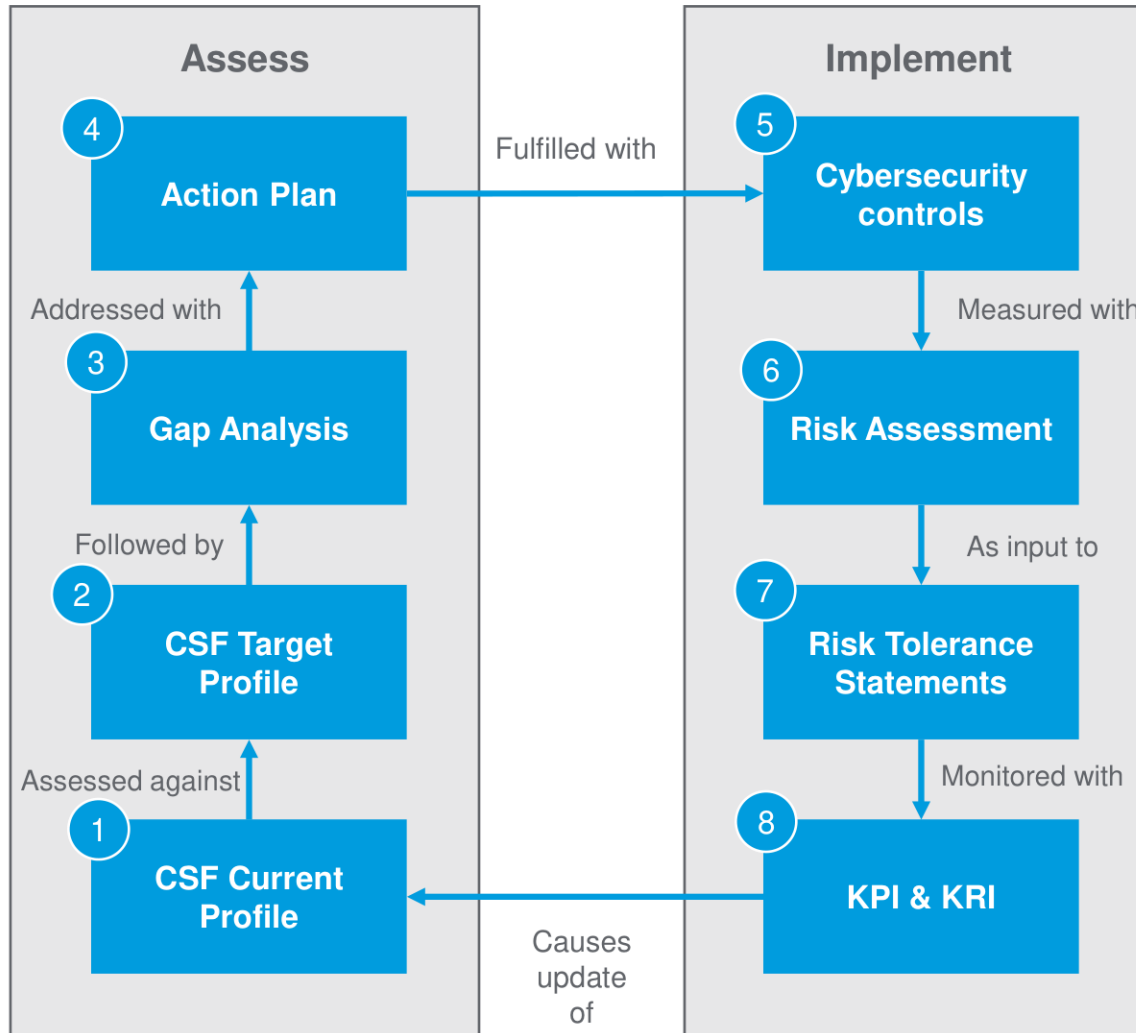 Assess
4
Action Plan
Addressed with
3
Gap Analysis
Followed by
2
CSF Target
Profile
Assessed against
1
CSF Current
Profile
Fulfilled with
Causes
update
of
Implement
5
Cybersecurity
controls
Measured with
6
Risk Assessment
As input to
7
Risk Tolerance
Statements
Monitored with
8
KPI & KRI